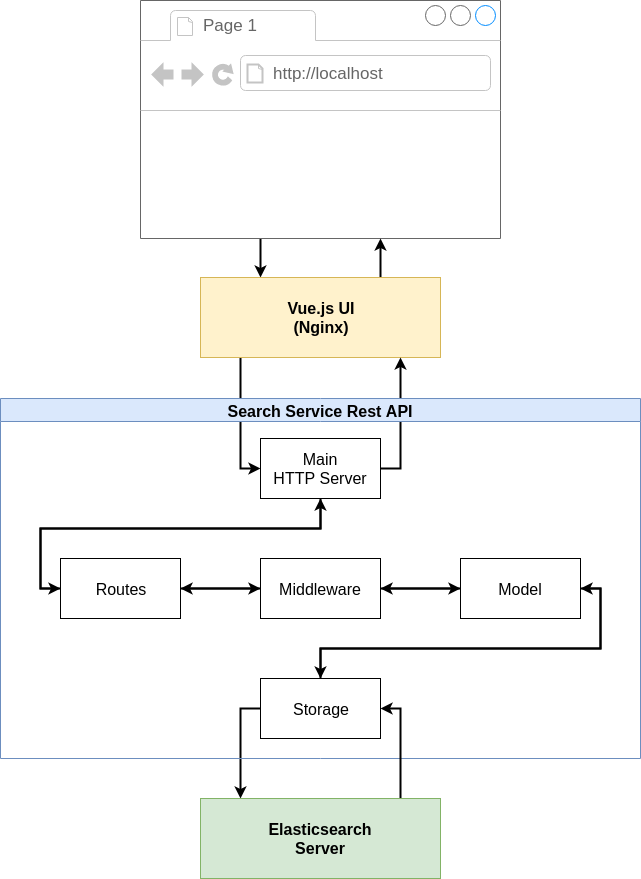 Page 1
http://localhost
Vue.js UI
(Nginx)
Search Service Rest API
Main
HTTP Server
Routes
Middleware
Model
Storage
Elasticsearch
Server